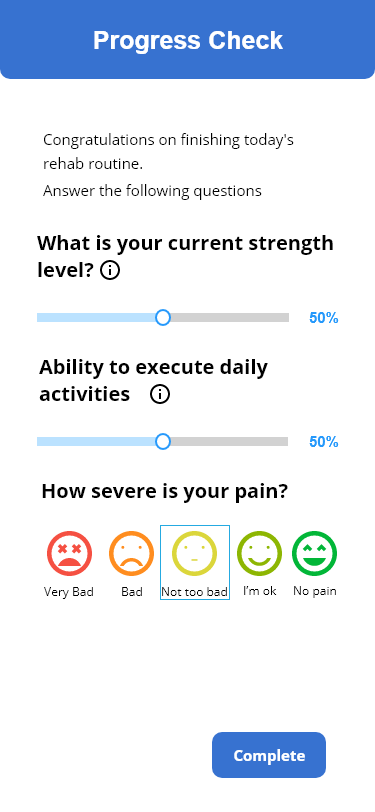 Progress Check
Congratulations on finishing today's
rehab routine.
Answer the following questions
What is your current strength
level?
50%
Ability to execute daily
activities
50%
How severe is your pain?
Very Bad Bad Not too bad I'm ok No pain
Complete